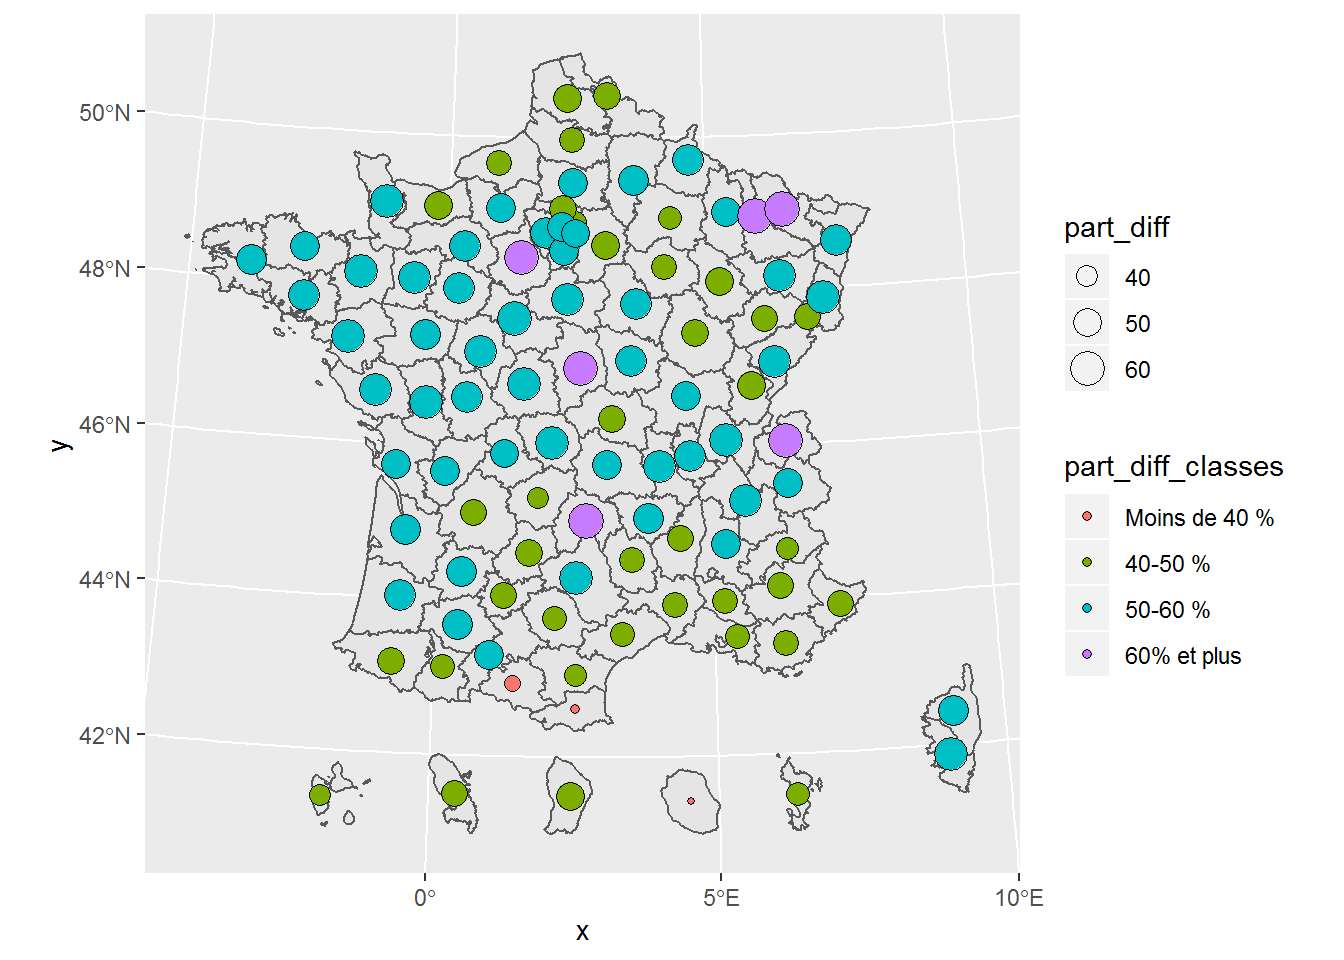 50°N
48°N
46°N
44°N
42°N
y
0°
5°E
10°E
x
part_diff
40
50
60
part_diff_classes
Moins de 40 %
40-50 %
50-60 %
60% et plus